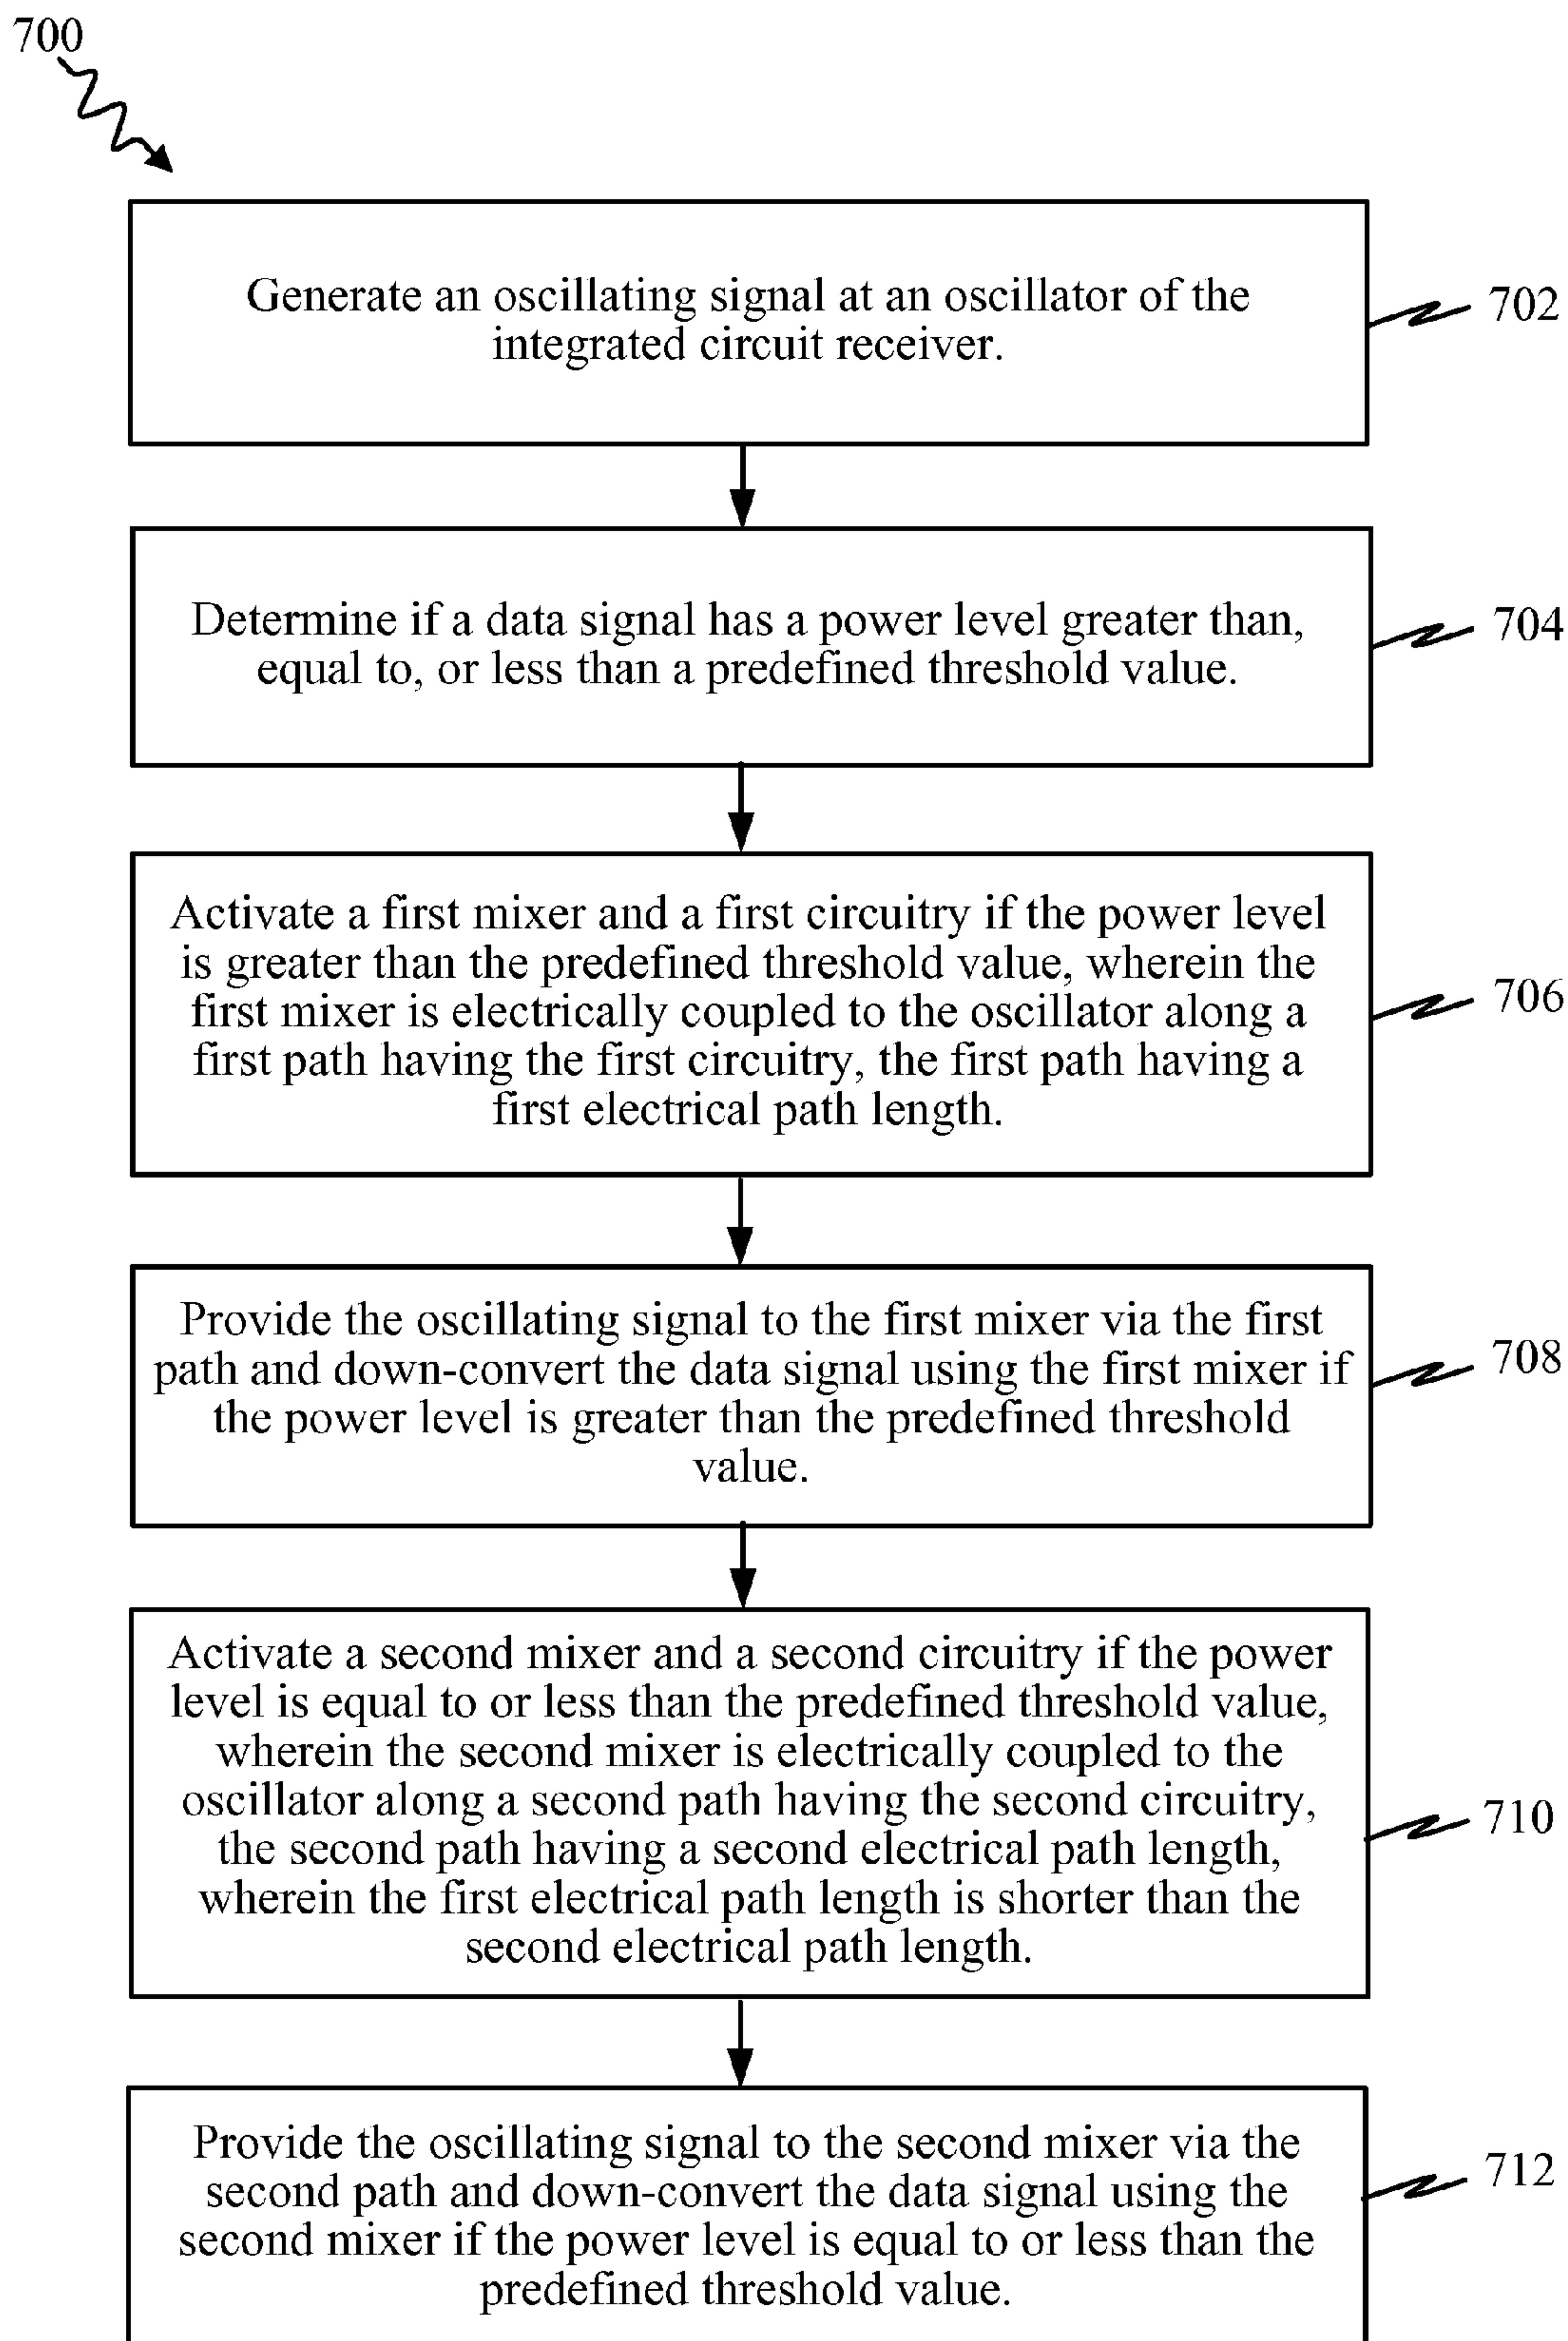 700
Generate an oscillating signal at an oscillator of the
integrated circuit receiver.
702
Determine if a data signal has a power level greater than,
equal to, or less than a predefined threshold value.
704
Activate a first mixer and a first circuitry if the power level
is greater than the predefined threshold value, wherein the
first mixer is electrically coupled to the oscillator along a
first path having the first circuitry, the first path having a
first electrical path length.
706
Provide the oscillating signal to the first mixer via the first
path and down-convert the data signal using the first mixer if
the power level is greater than the predefined threshold
value.
708
Activate a second mixer and a second circuitry if the power
level is equal to or less than the predefined threshold value,
wherein the second mixer is electrically coupled to the
oscillator along a second path having the second circuitry,
the second path having a second electrical path length,
wherein the first electrical path length is shorter than the
second electrical path length.
710
Provide the oscillating signal to the second mixer via the
second path and down-convert the data signal using the
second mixer if the power level is equal to or less than the
predefined threshold value.
712